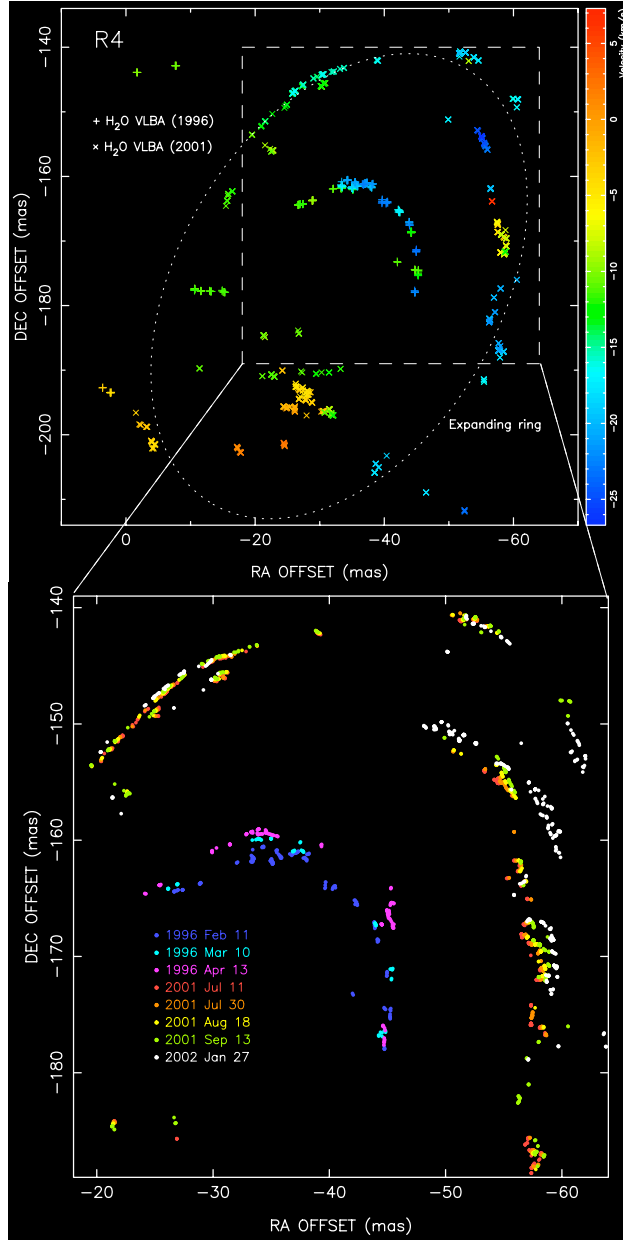 R4
+ H2O VLBA (1996)
× H2O VLBA (2001)
Expanding ring
−140
−160
−180
−200
DEC OFFSET (mas)
0
−20
−40
−60
RA OFFSET (mas)
5
0
−5
−10
−15
−20
−25
−140
−150
−160
−170
−180
DEC OFFSET (mas)
1996 Feb 11
1996 Mar 10
1996 Apr 13
2001 Jul 11
2001 Jul 30
2001 Aug 18
2001 Sep 13
2002 Jan 27
−20
−30
−40
−50
−60
RA OFFSET (mas)